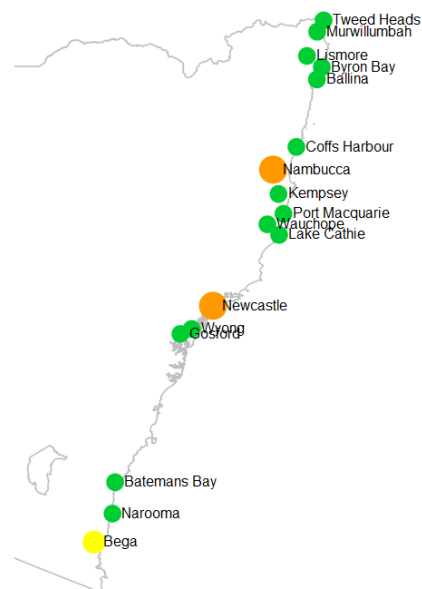 Tweed Heads
Murwillumbah
Lismore
Byron Bay
Ballina
Coffs Harbour
Nambucca
Kempsey
Port Macquarie
Wauchope
Lake Cathie
Newcastle
Wyong
Gosford
Batemans Bay
Narooma
Bega